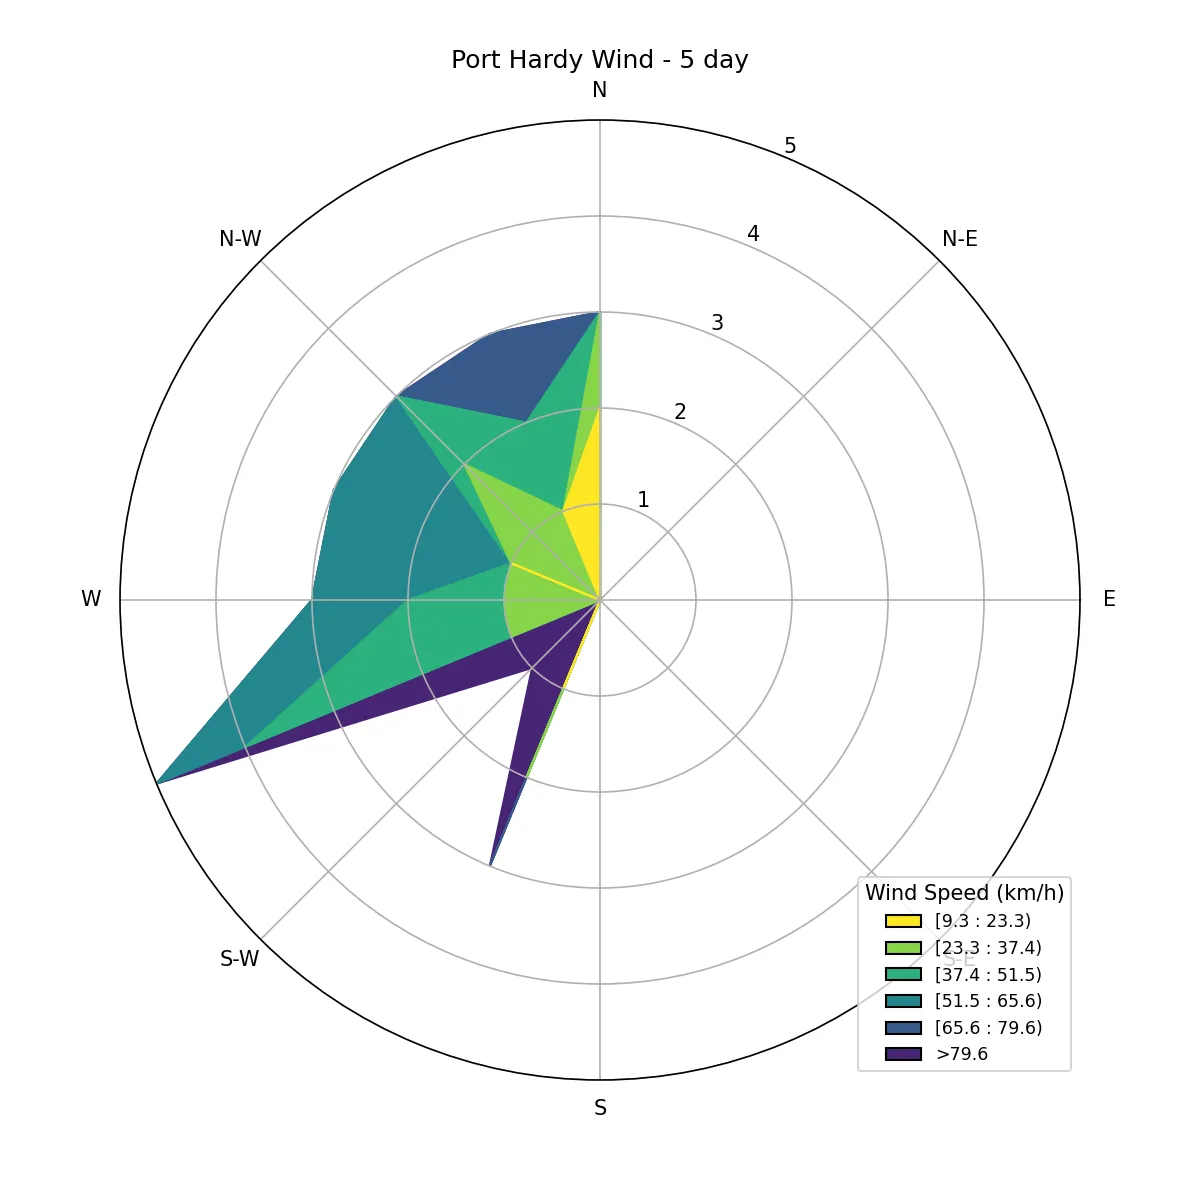 Port Hardy Wind - 5 day
N
5
N-W
N-E
4
3
2
1
W
E
S-W
S-E
Wind Speed (km/h)
[9.3 : 23.3)
[23.3 : 37.4)
[37.4 : 51.5)
[51.5 : 65.6)
[65.6 : 79.6)
>79.6
S